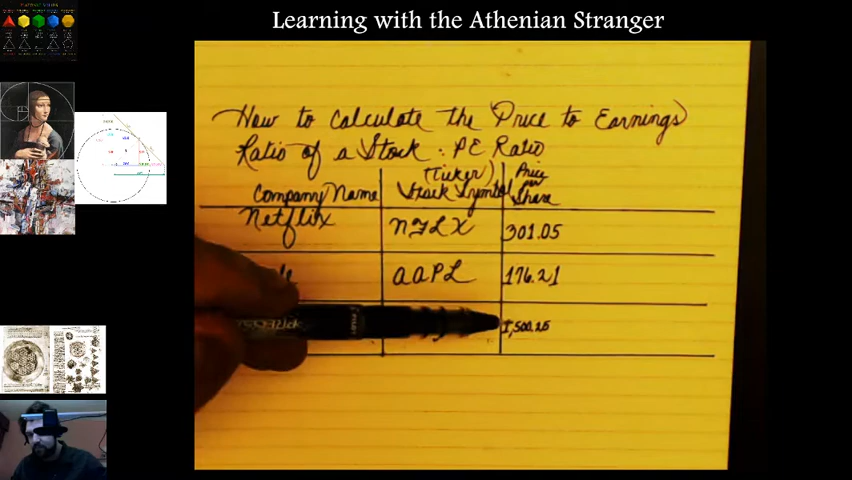 Learning with the Athenian Stranger
How to Calculate the Price to Earnings
Ratio of a Stock: PE Ratio
Company Name (Ticker) Stock Symbol Price per Share
Netflix NFLX 301.05
AAPL 176.21
1,500.25